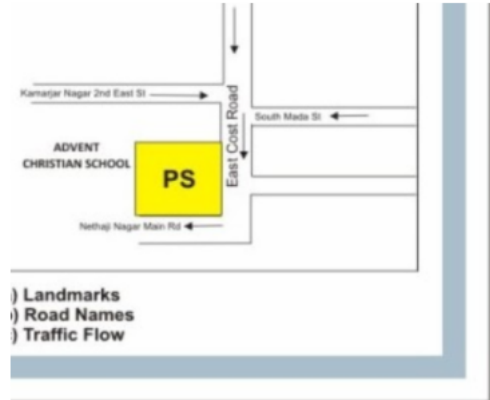 Kamarjar Nagar 2nd East St
East Cost Road
South Mada St
ADVENT
CHRISTIAN SCHOOL
PS
Nethaji Nagar Main Rd
) Landmarks
) Road Names
) Traffic Flow